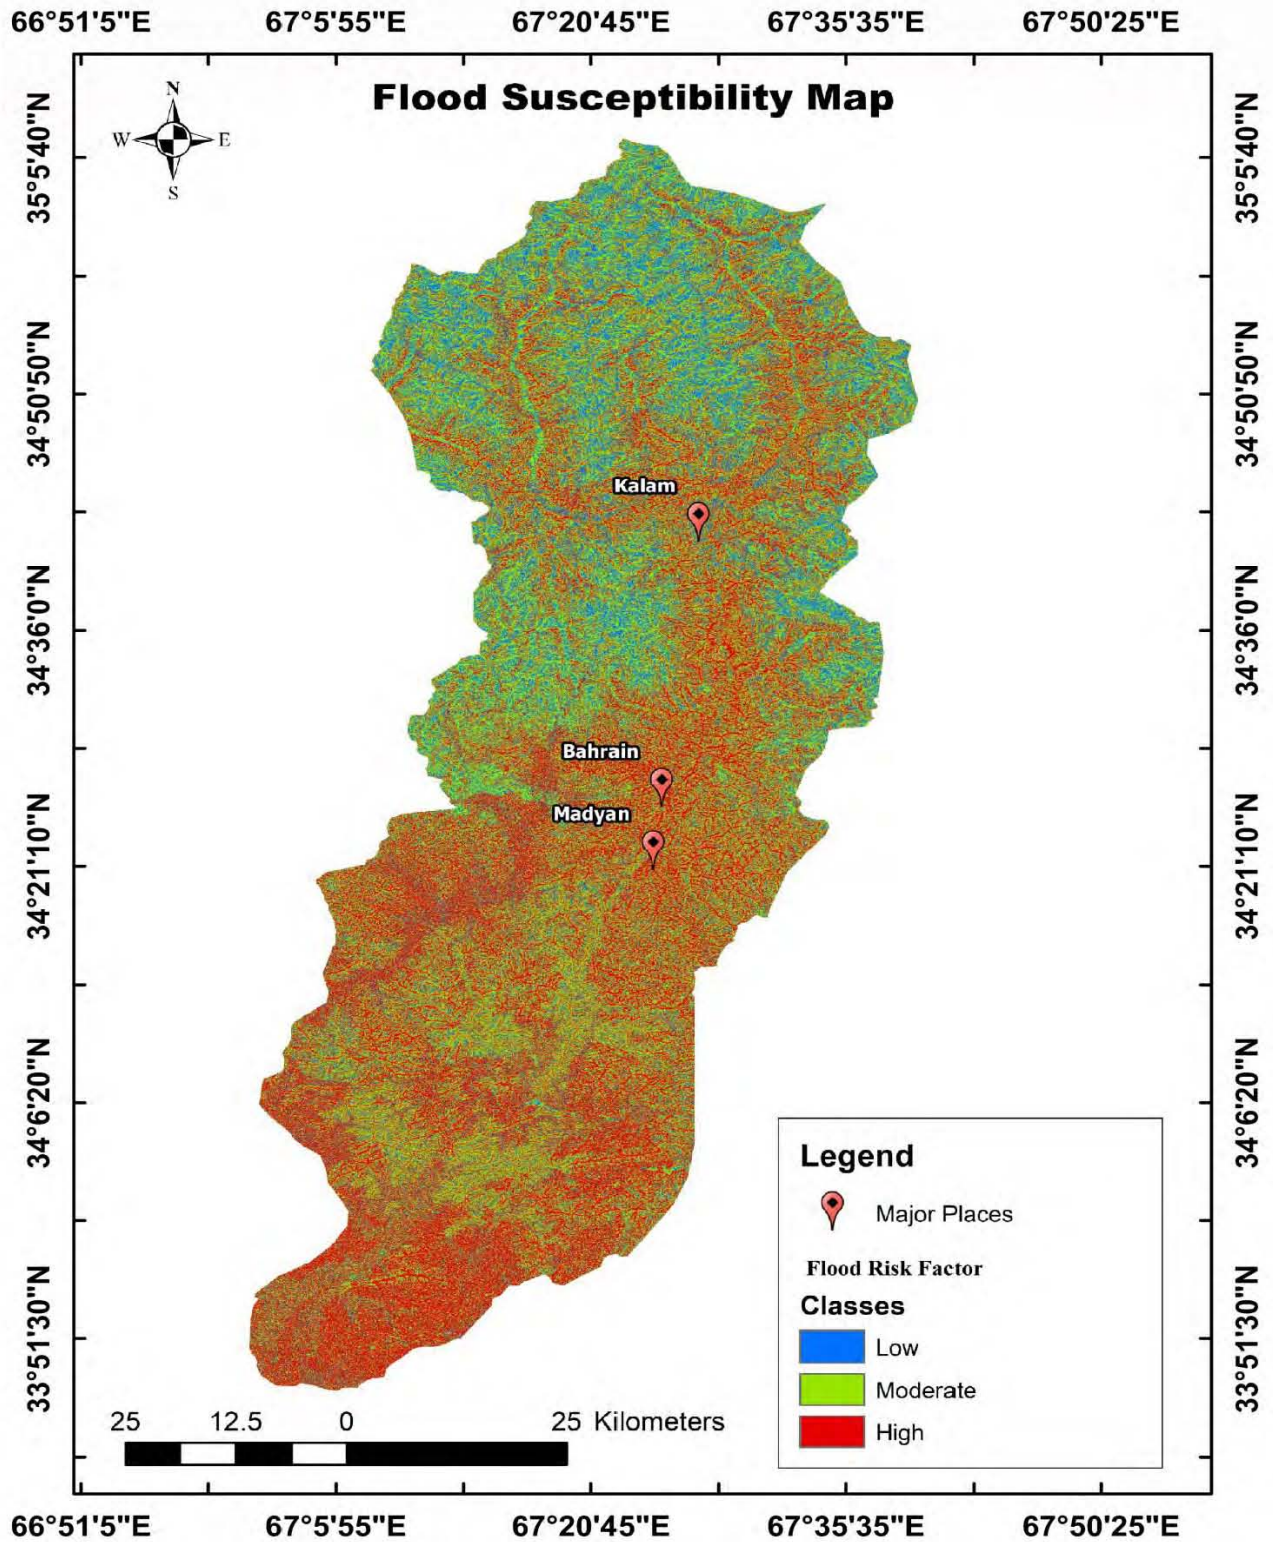 66°51'5"E 67°5'55"E 67°20'45"E 67°35'35"E 67°50'25"E
Flood Susceptibility Map
N
W E
S
35°5'40"N 35°5'40"N
34°50'50"N 34°50'50"N
Kalam
34°36'0"N 34°36'0"N
Bahrain
Madyan
34°21'10"N 34°21'10"N
34°6'20"N 34°6'20"N
Legend
Major Places
Flood Risk Factor
Classes
Low
Moderate
High
33°51'30"N 33°51'30"N
25 12.5 0 25 Kilometers
66°51'5"E 67°5'55"E 67°20'45"E 67°35'35"E 67°50'25"E